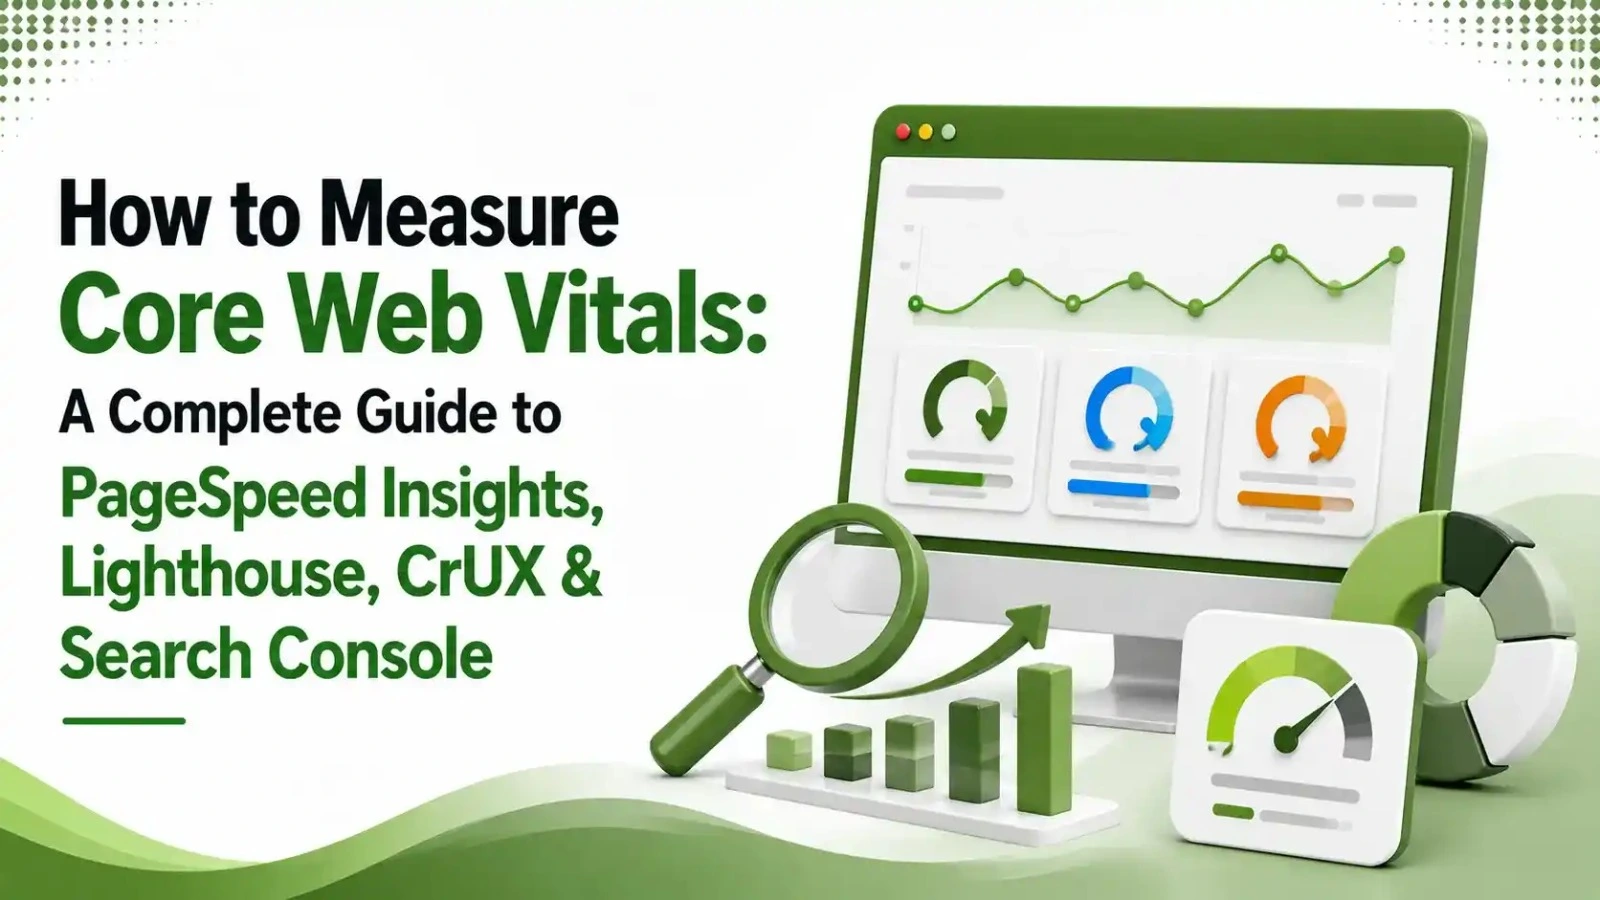 How to Measure
Core Web Vitals:
A Complete Guide to
PageSpeed Insights,
Lighthouse, CrUX &
Search Console